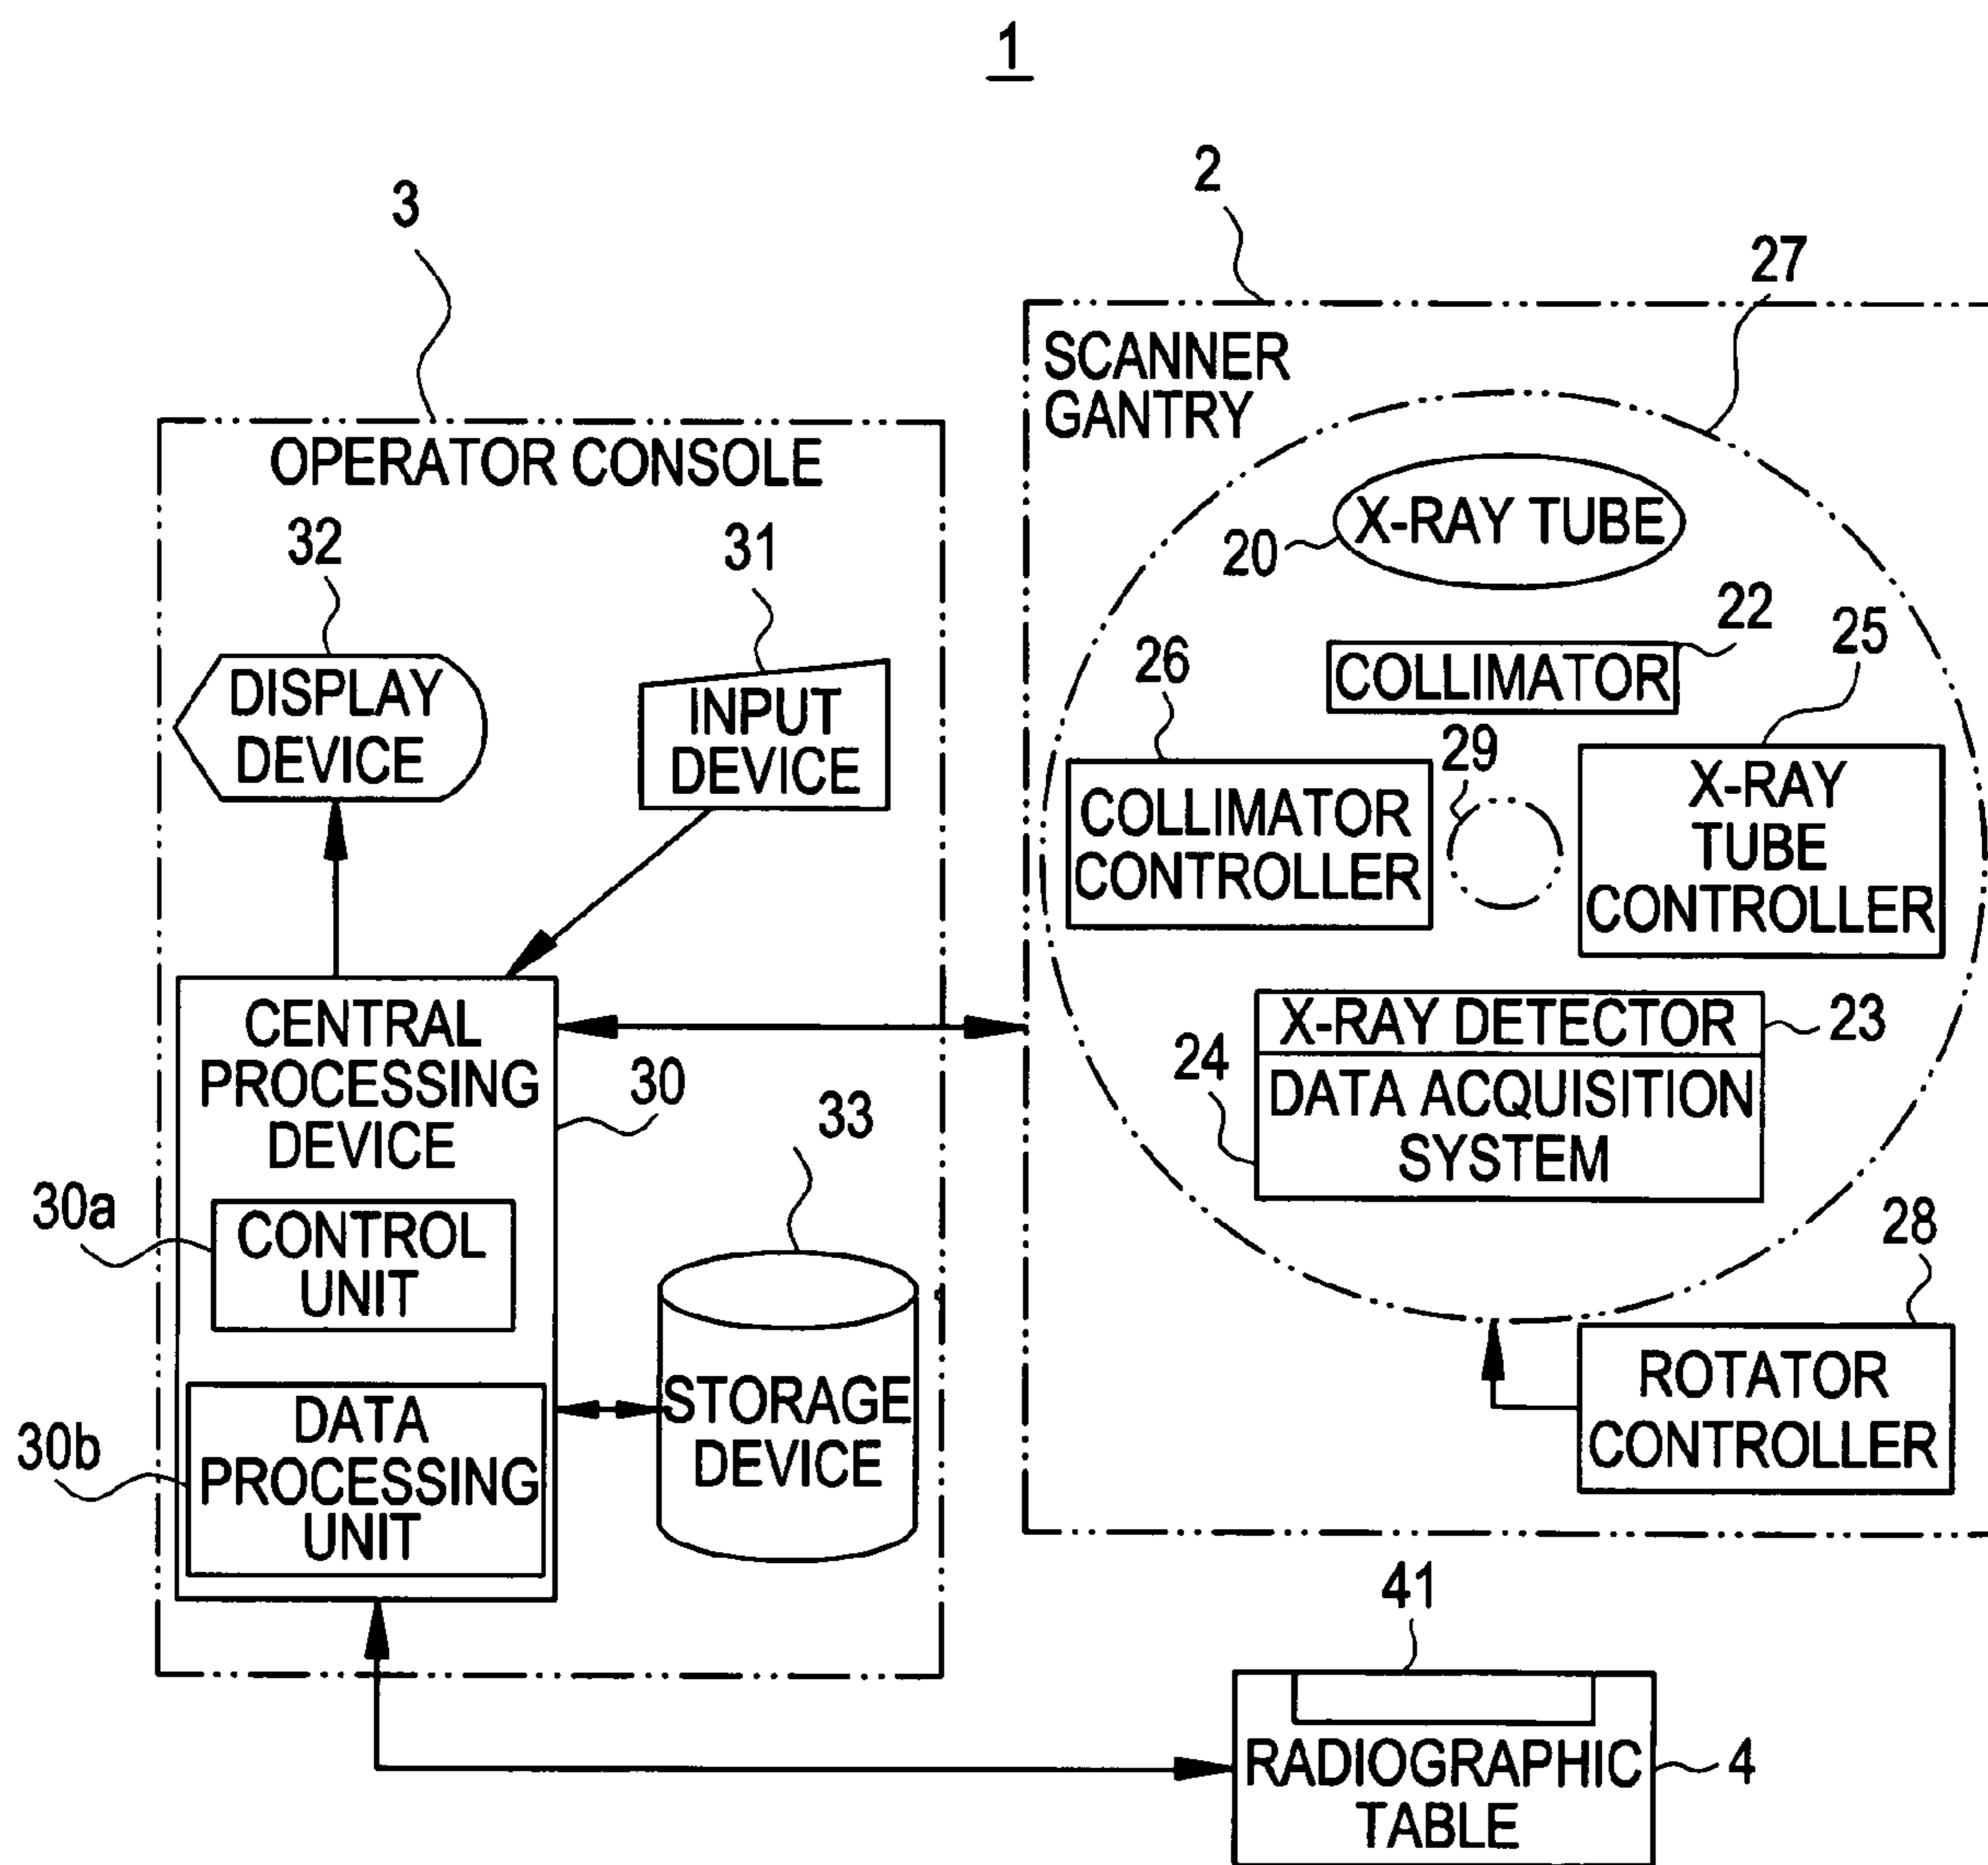 1
2
3
27
SCANNER
GANTRY
OPERATOR CONSOLE
32
31
X-RAY TUBE
20
22
25
26
COLLIMATOR
DISPLAY
DEVICE
INPUT
DEVICE
29
COLLIMATOR
CONTROLLER
X-RAY
TUBE
CONTROLLER
CENTRAL
PROCESSING
DEVICE
30
33
X-RAY DETECTOR
23
24
DATA ACQUISITION
SYSTEM
30a
CONTROL
UNIT
28
ROTATOR
CONTROLLER
STORAGE
DEVICE
30b
DATA
PROCESSING
UNIT
41
RADIOGRAPHIC
TABLE
4